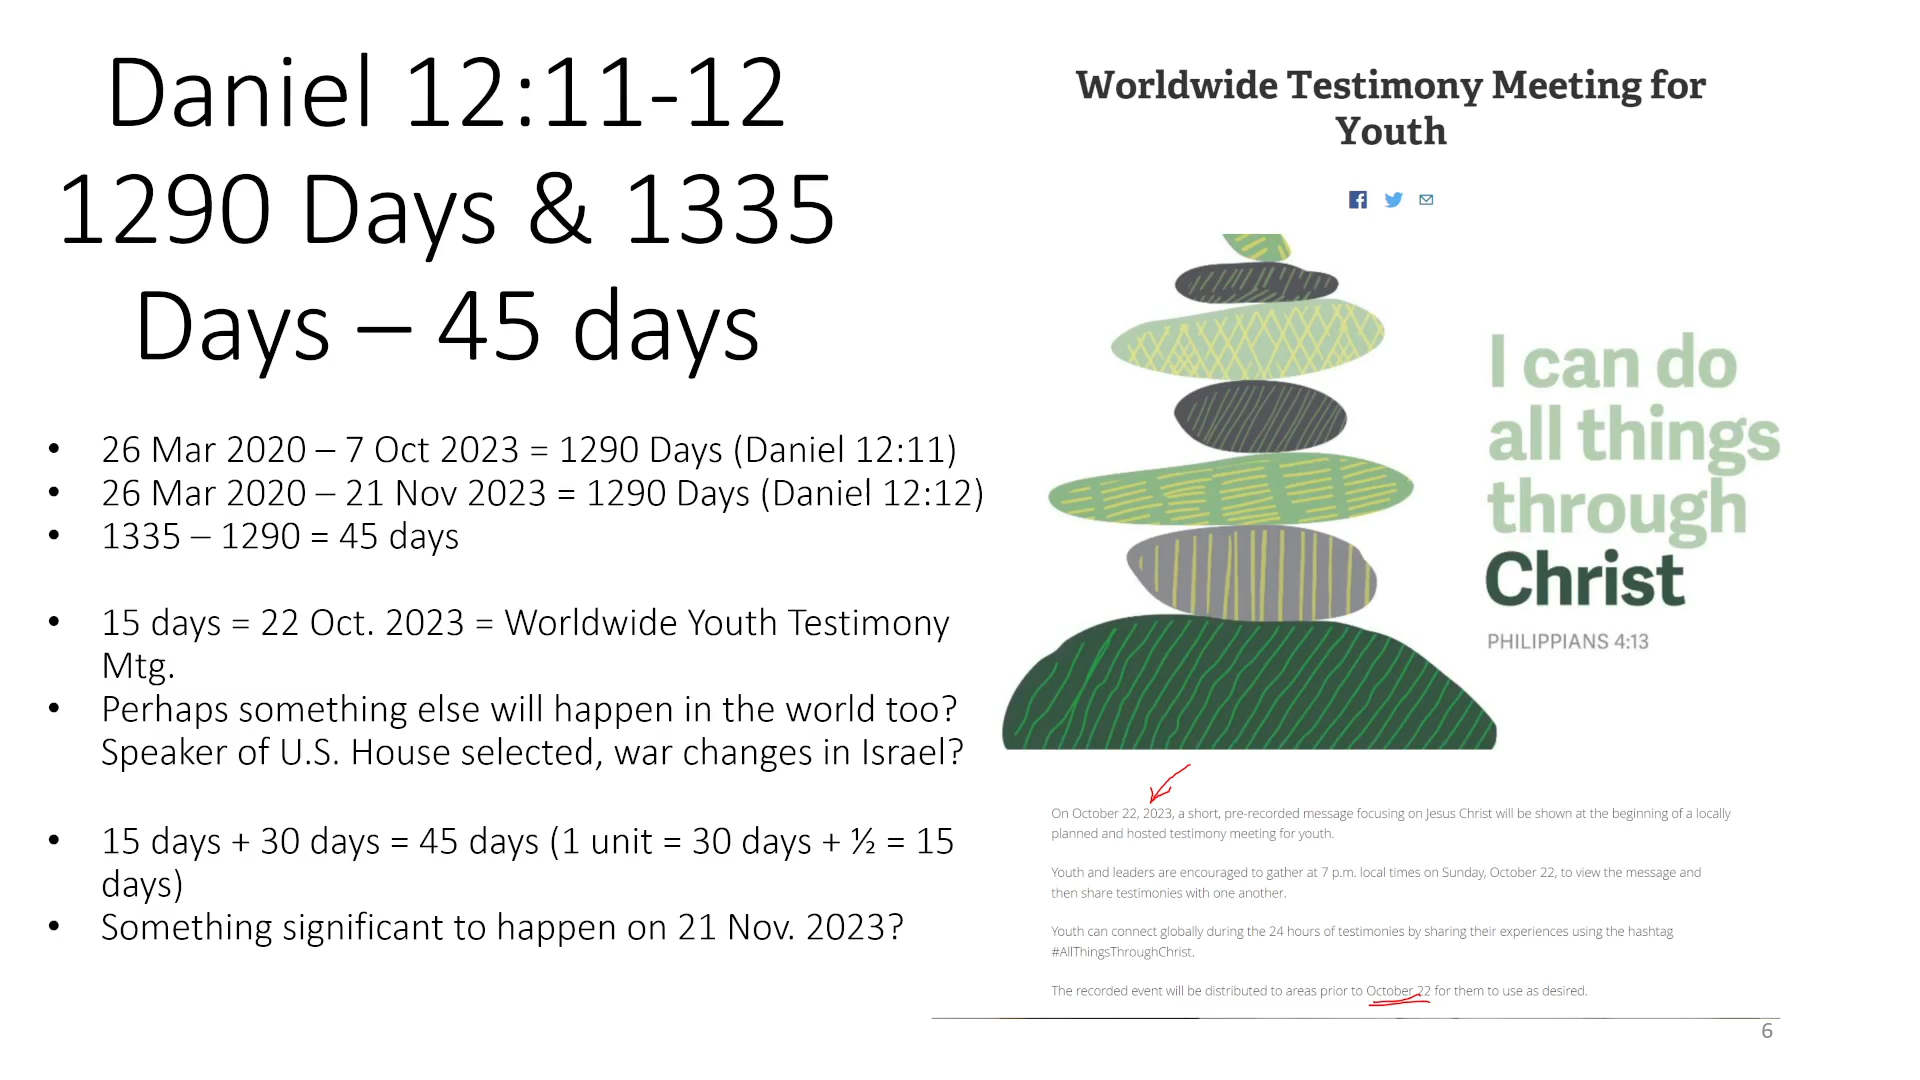 Daniel 12:11-12
1290 Days & 1335
Days – 45 days
• 26 Mar 2020 – 7 Oct 2023 = 1290 Days (Daniel 12:11)
• 26 Mar 2020 – 21 Nov 2023 = 1290 Days (Daniel 12:12)
• 1335 – 1290 = 45 days
• 15 days = 22 Oct. 2023 = Worldwide Youth Testimony
Mtg.
• Perhaps something else will happen in the world too?
Speaker of U.S. House selected, war changes in Israel?
• 15 days + 30 days = 45 days (1 unit = 30 days + ½ = 15
days)
• Something significant to happen on 21 Nov. 2023?
Worldwide Testimony Meeting for
Youth
I can do
all things
through
Christ
PHILIPPIANS 4:13
On October 22, 2023, a short, pre-recorded message focusing on Jesus Christ will be shown at the beginning of a locally
planned and hosted testimony meeting for youth.
Youth and leaders are encouraged to gather at 7 p.m. local times on Sunday, October 22, to view the message and
then share testimonies with one another.
Youth can connect globally during the 24 hours of testimonies by sharing their experiences using the hashtag
#AllThingsThroughChrist.
The recorded event will be distributed to areas prior to October 22 for them to use as desired.
6